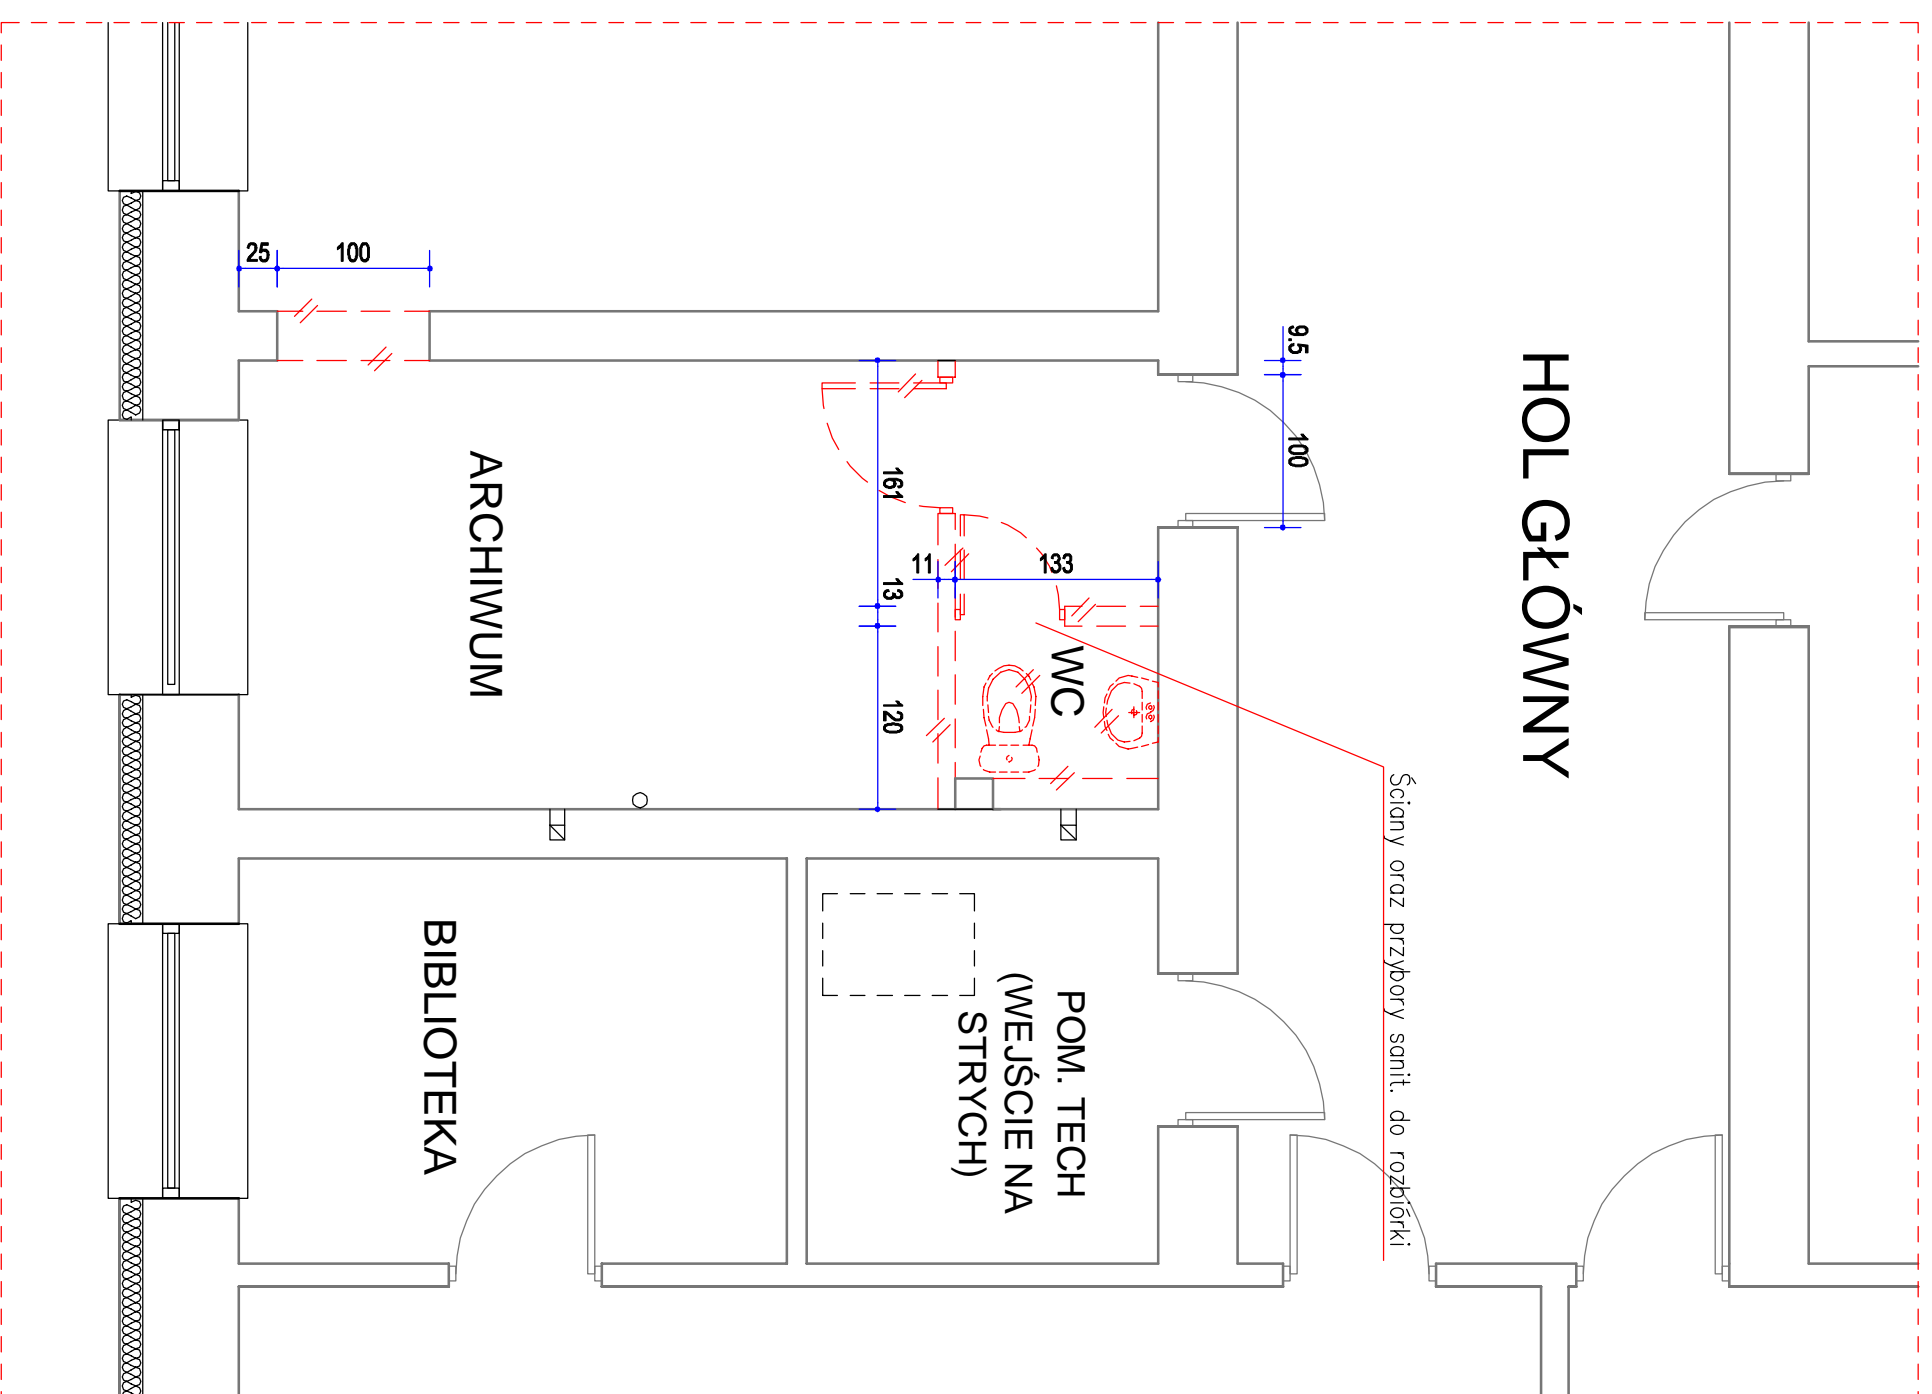 HOL GŁÓWNY
ARCHIWUM
WC
BIBLIOTEKA
POM. TECH
(WEJŚCIE NA
STRYCH)
Ściany oraz przybory sanit. do rozbiórki
25
100
9.5
100
161
13
120
11
133